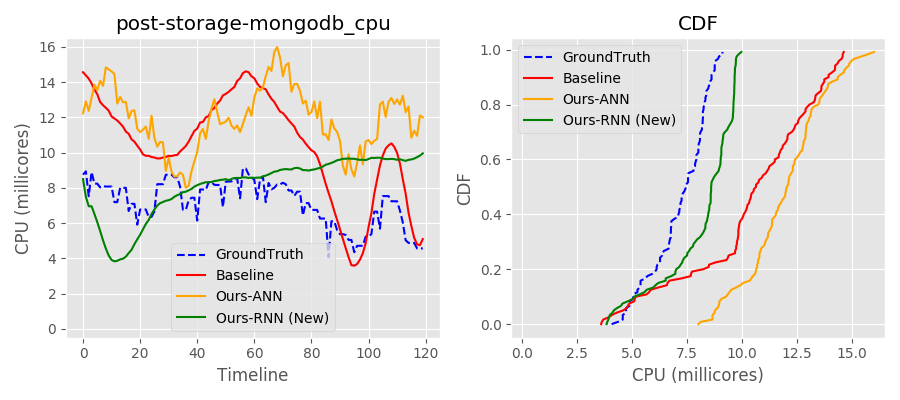 post-storage-mongodb_cpu
CPU (millicores)
16
14
12
10
8
6
4
2
0
GroundTruth
Baseline
Ours-ANN
Ours-RNN (New)
0 20 40 60 80 100 120
Timeline
CDF
CDF
1.0
0.8
0.6
0.4
0.2
0.0
GroundTruth
Baseline
Ours-ANN
Ours-RNN (New)
0.0 2.5 5.0 7.5 10.0 12.5 15.0
CPU (millicores)